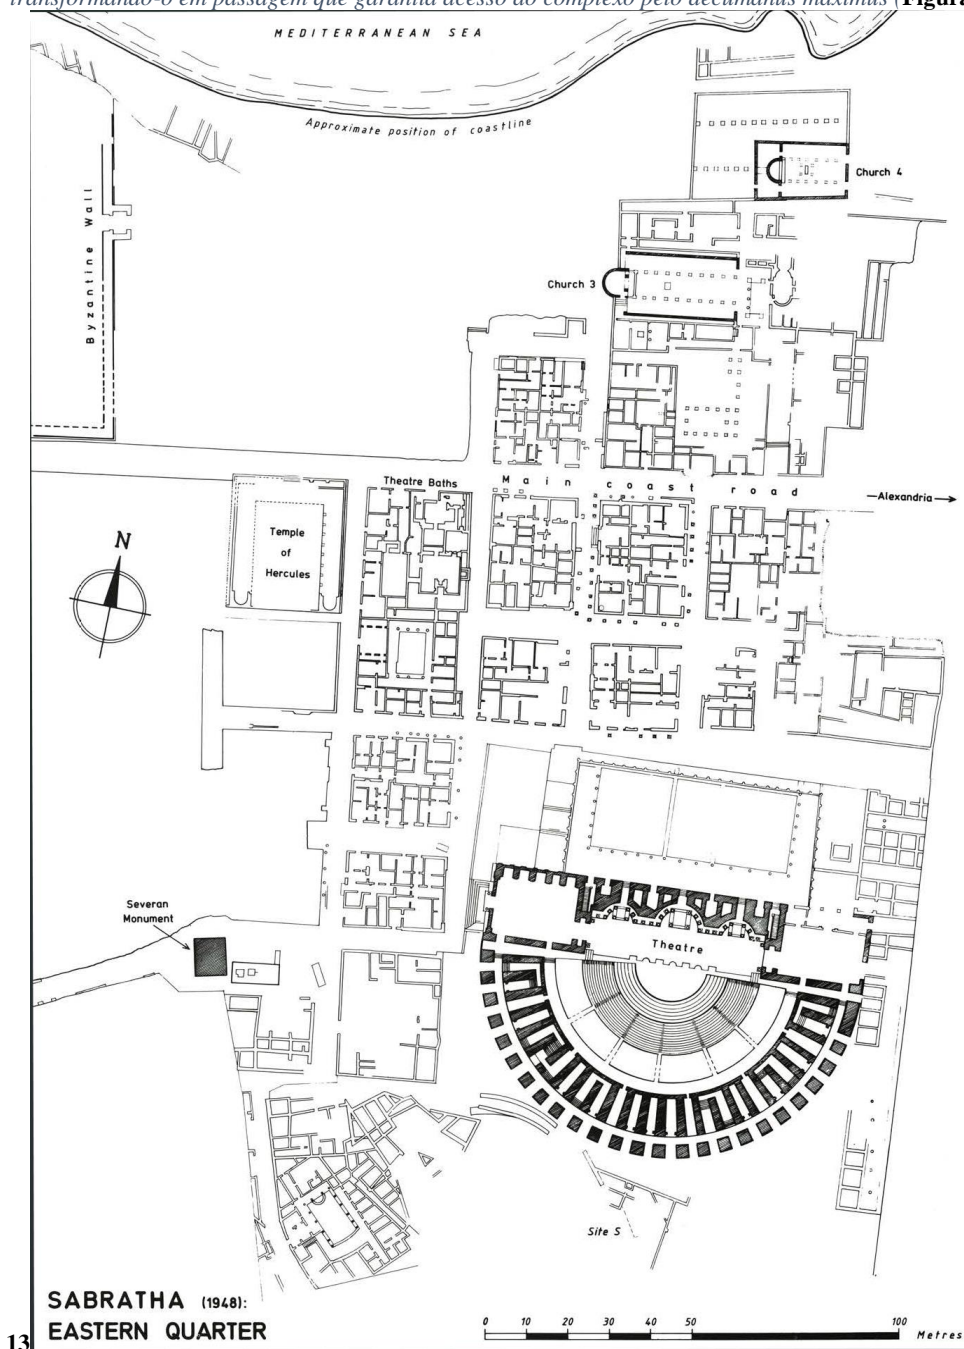 transformando-o em passagem que garantia acesso ao complexo pelo decumanus maximus (Figura
MEDITERRANEAN SEA
Approximate position of coastline
Church 4
Byzantine Wall
Church 3
Theatre Baths
Main coast road
—Alexandria→
Temple
of
Hercules
N
Severan
Monument
Theatre
Site S
SABRATHA (1948):
EASTERN QUARTER
0 10 20 30 40 50 100
Metres
13